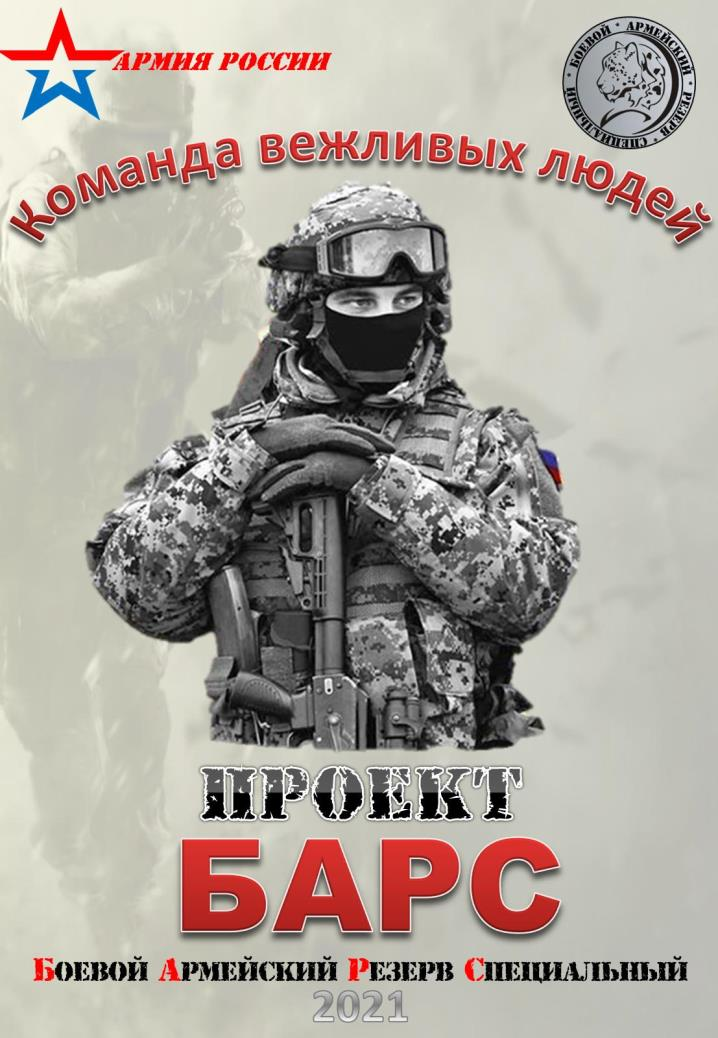 АРМИЯ РОССИИ
БОЕВОЙ * АРМЕЙСКИЙ * РЕЗЕРВ * СПЕЦИАЛЬНЫЙ *
Команда вежливых людей
ПРОЕКТ
БАРС
БОЕВОЙ АРМЕЙСКИЙ РЕЗЕРВ СПЕЦИАЛЬНЫЙ
2021